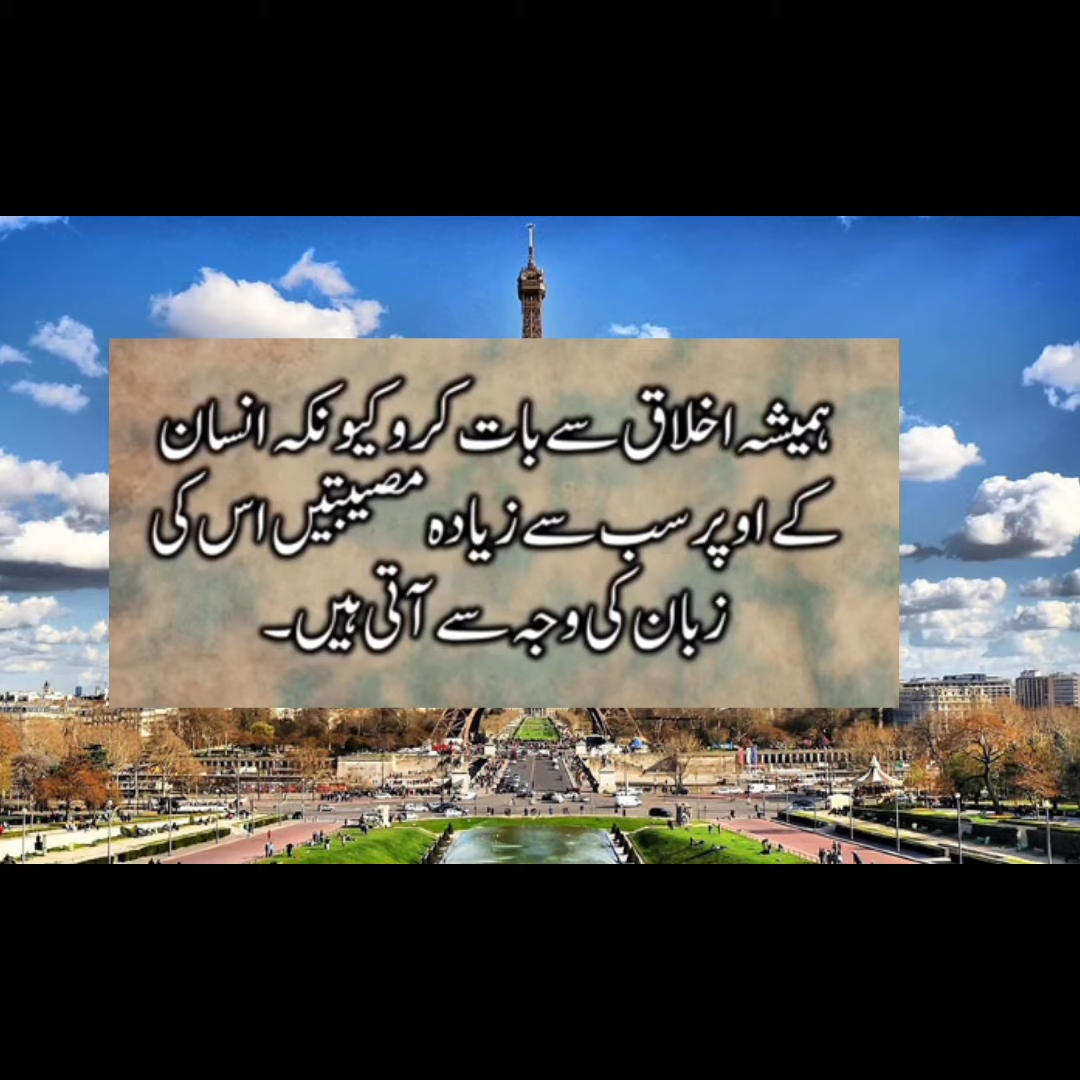 ہمیشہ اخلاق سے بات کرو کیونکہ انسان
کے اوپر سب سے زیادہ مصیبتیں اس کی
زبان کی وجہ سے آتی ہیں۔